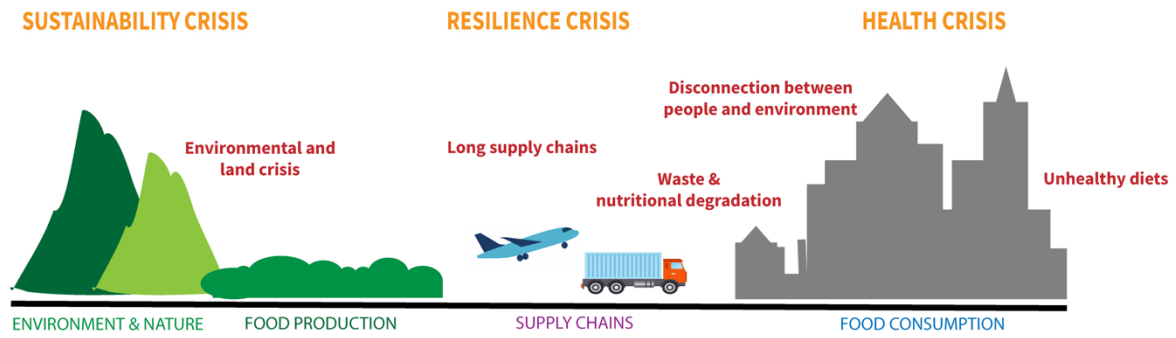 SUSTAINABILITY CRISIS
RESILIENCE CRISIS
HEALTH CRISIS
Disconnection between
people and environment
Environmental and
land crisis
Long supply chains
Waste &
nutritional degradation
Unhealthy diets
ENVIRONMENT & NATURE
FOOD PRODUCTION
SUPPLY CHAINS
FOOD CONSUMPTION